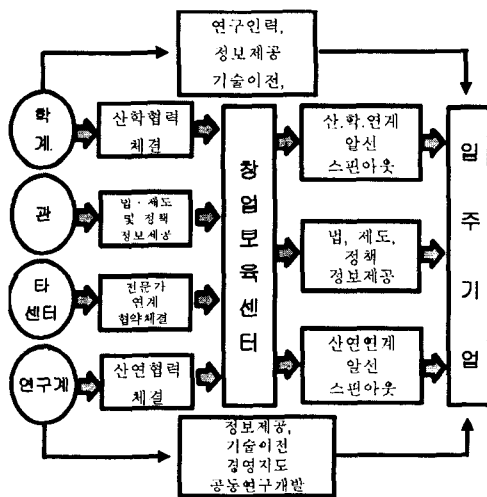 연구인력,
정보제공
기술이전,
학
계.
산학협력
체결
관
법·제도
및 정책
정보제공
타
센터
전문가
연계
협약체결
연구계
산연협력
체결
창
업
보
육
센
터
산.학.연계
알선
스핀아웃
법, 제도,
정책
정보제공
산연연계
알선
스핀아웃
입
주
기
업
정보제공,
기술이전
경영지도
공동연구개발